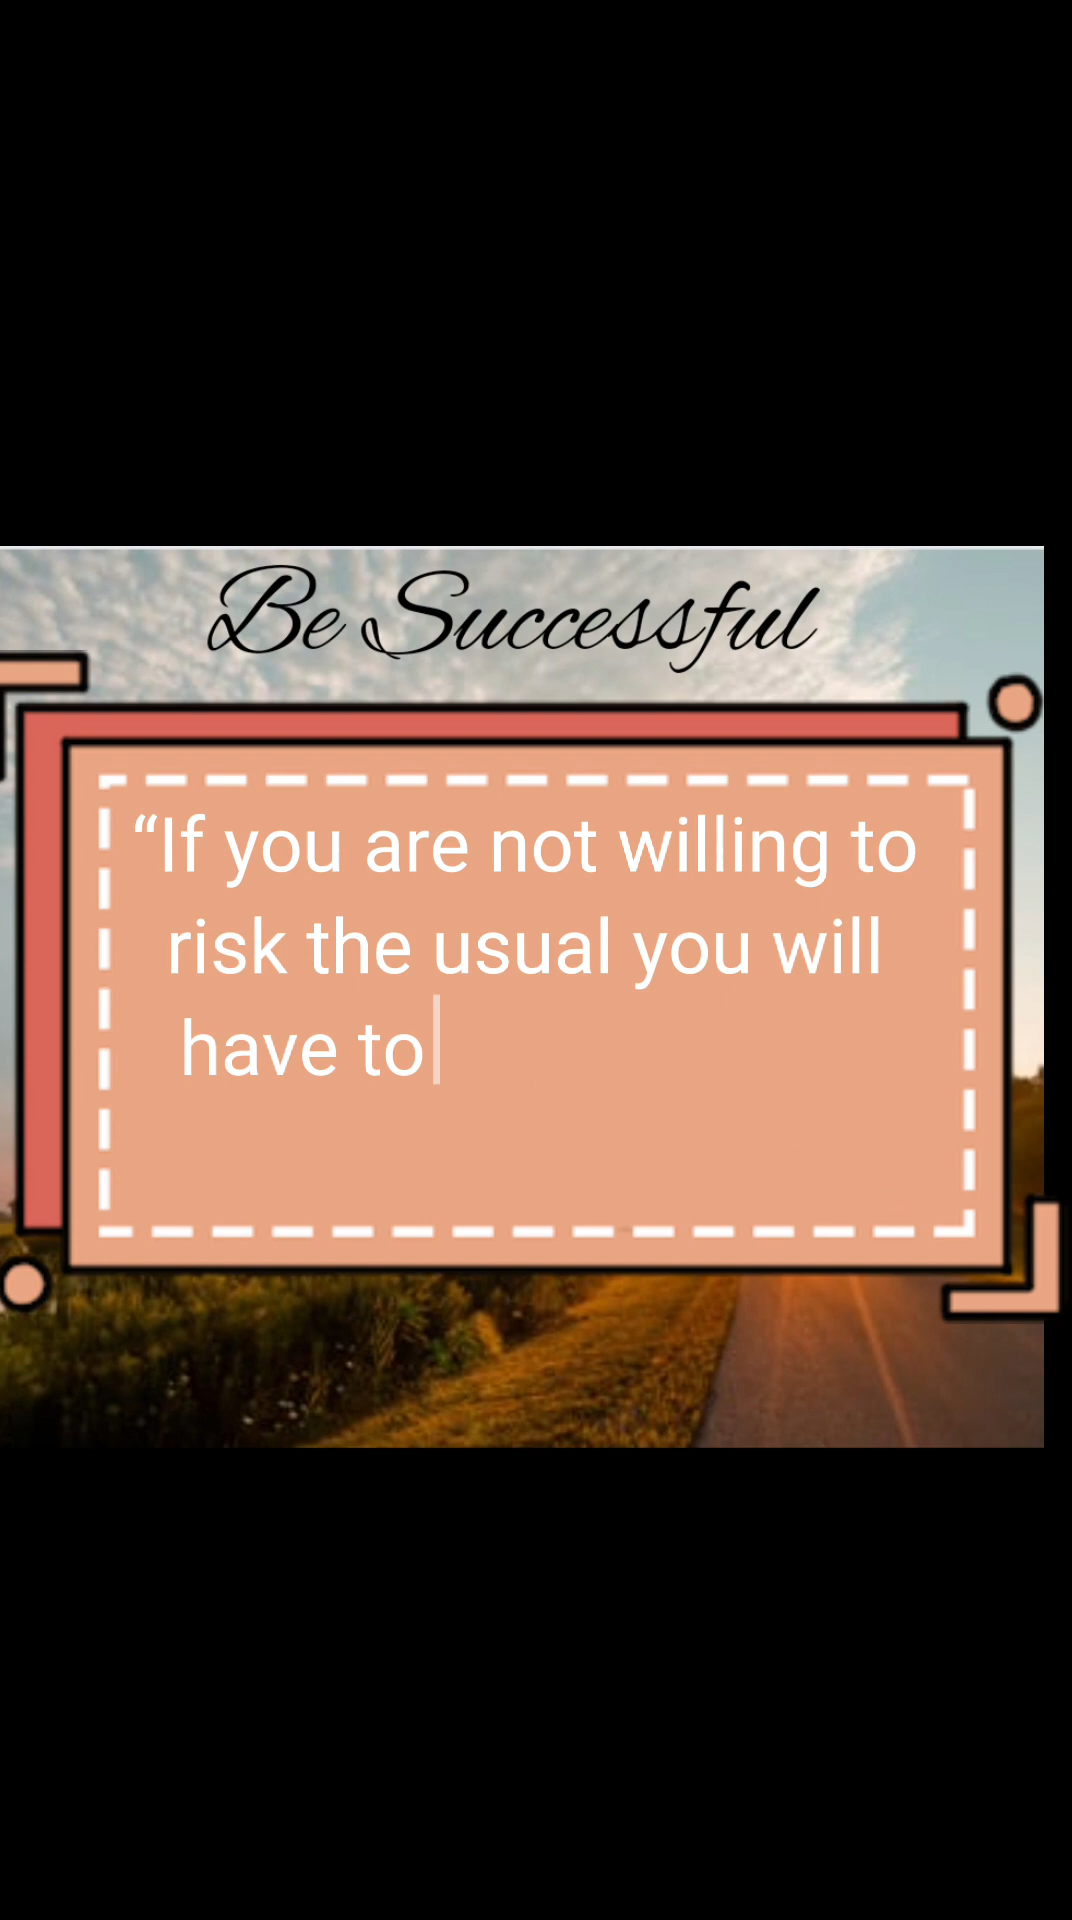 Be Successful
“If you are not willing to
risk the usual you will
have to